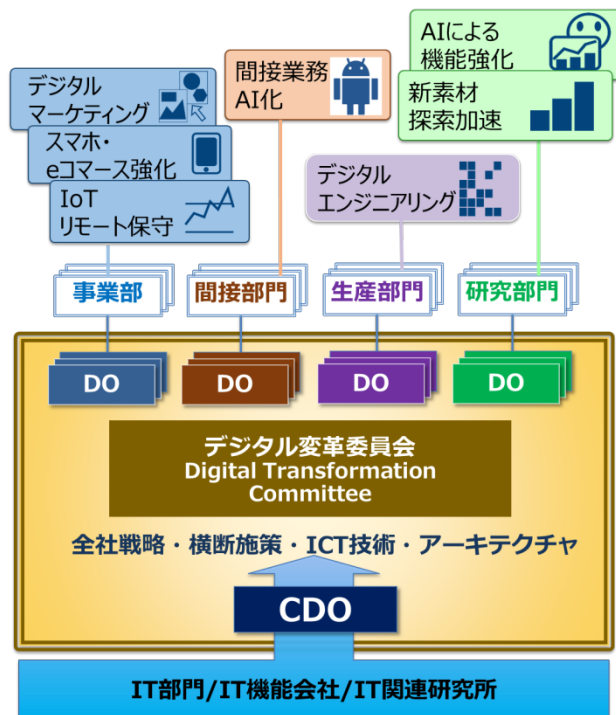 デジタル
マーケティング
スマホ・
eコマース強化
IoT
リモート保守
間接業務
AI化
AIによる
機能強化
新素材
探索加速
デジタル
エンジニアリング
事業部
間接部門
生産部門
研究部門
DO
DO
DO
DO
デジタル変革委員会
Digital Transformation
Committee
全社戦略・横断施策・ICT技術・アーキテクチャ
CDO
IT部門/IT機能会社/IT関連研究所